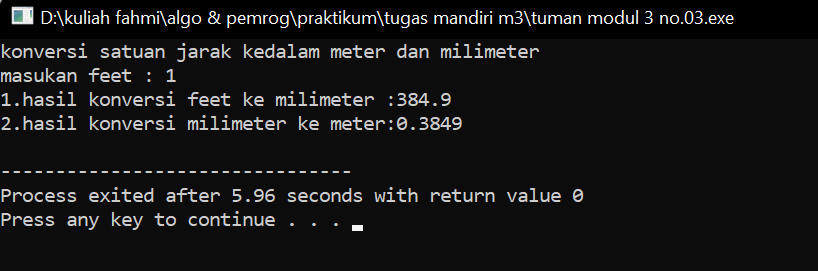 D:\kuliah fahmi\algo & pemrog\praktikum\tugas mandiri m3\tuman modul 3 no.03.exe
konversi satuan jarak kedalam meter dan milimeter
masukan feet : 1
1.hasil konversi feet ke milimeter :384.9
2.hasil konversi milimeter ke meter:0.3849
--------------------------------
Process exited after 5.96 seconds with return value 0
Press any key to continue . . .